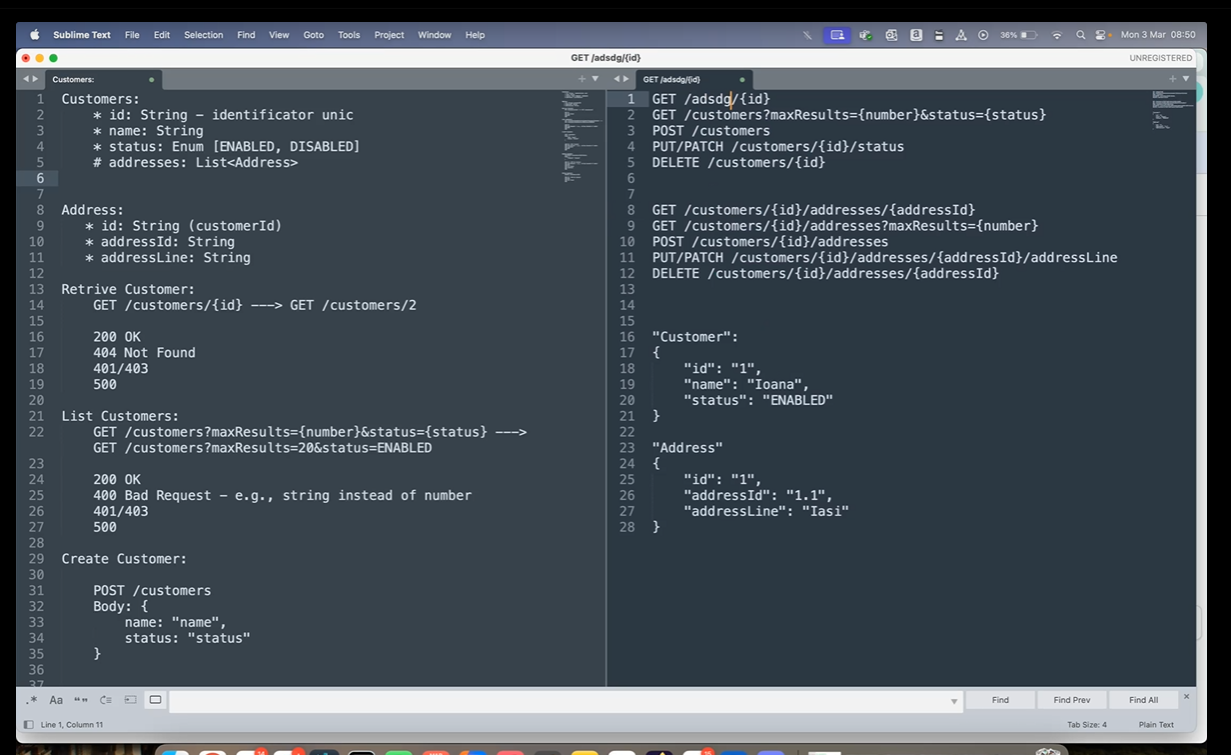 Sublime Text File Edit Selection Find View Goto Tools Project Window Help 36% Mon 3 Mar 08:50
GET /adsdg/{id} UNREGISTERED
Customers:
1 Customers:
2 * id: String – identificator unic
3 * name: String
4 * status: Enum [ENABLED, DISABLED]
5 # addresses: List<Address>
6
7
8 Address:
9 * id: String (customerId)
10 * addressId: String
11 * addressLine: String
12
13 Retrive Customer:
14 GET /customers/{id} ———> GET /customers/2
15
16 200 OK
17 404 Not Found
18 401/403
19 500
20
21 List Customers:
22 GET /customers?maxResults={number}&status={status} ———>
GET /customers?maxResults=20&status=ENABLED
23
24 200 OK
25 400 Bad Request – e.g., string instead of number
26 401/403
27 500
28
29 Create Customer:
30
31 POST /customers
32 Body: {
33 name: "name",
34 status: "status"
35 }
36
37
GET /adsdg/{id}
1 GET /adsdg/{id}
2 GET /customers?maxResults={number}&status={status}
3 POST /customers
4 PUT/PATCH /customers/{id}/status
5 DELETE /customers/{id}
6
7
8 GET /customers/{id}/addresses/{addressId}
9 GET /customers/{id}/addresses?maxResults={number}
10 POST /customers/{id}/addresses
11 PUT/PATCH /customers/{id}/addresses/{addressId}/addressLine
12 DELETE /customers/{id}/addresses/{addressId}
13
14
15
16 "Customer":
17 {
18 "id": "1",
19 "name": "Ioana",
20 "status": "ENABLED"
21 }
22
23 "Address"
24 {
25 "id": "1",
26 "addressId": "1.1",
27 "addressLine": "Iasi"
28 }
.* Aa “” Find Find Prev Find All
Line 1, Column 11 Tab Size: 4 Plain Text